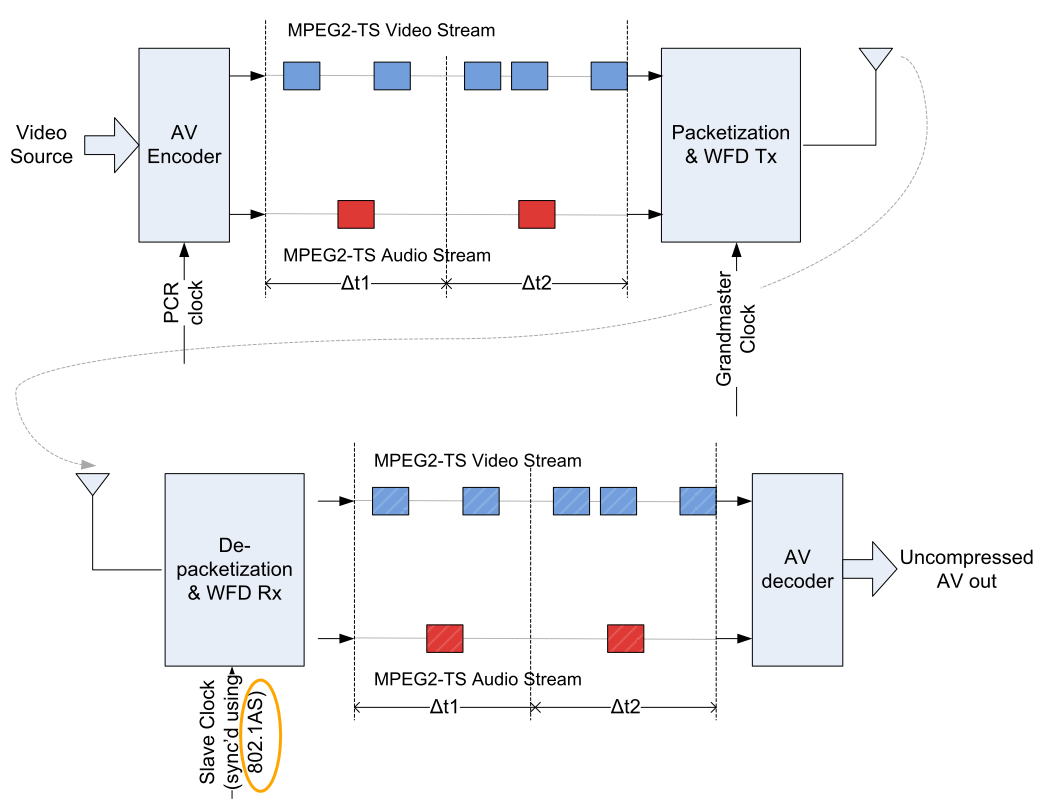 MPEG2-TS Video Stream
Video
Source
AV
Encoder
Packetization
& WFD Tx
MPEG2-TS Audio Stream
Δt1
Δt2
PCR
clock
Grandmaster
Clock
MPEG2-TS Video Stream
De-
packetization
& WFD Rx
AV
decoder
Uncompressed
AV out
MPEG2-TS Audio Stream
Δt1
Δt2
Slave Clock
(sync'd using
802.1AS)